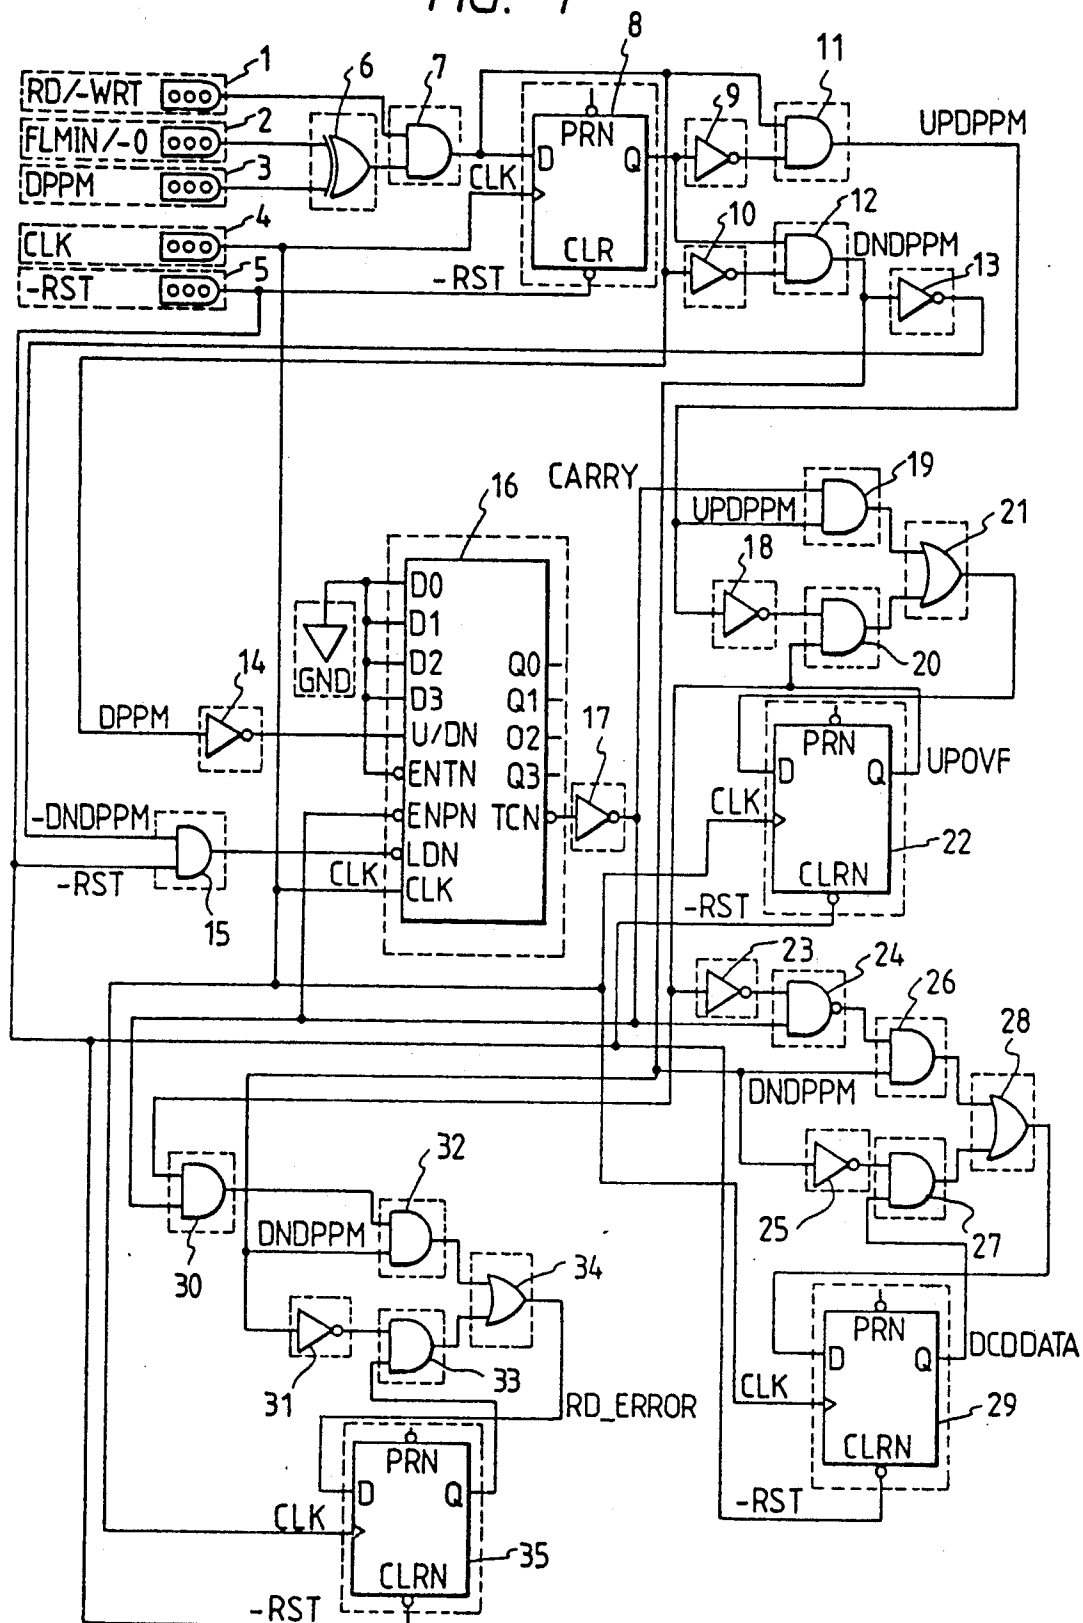 FIG. 7
8
RD/-WRT 1 6 7 11
FLMIN/-0 2 PRN 9 UPDPPM
DPPM 3 D Q
CLK 4 CLK 10 12
-RST 5 -RST CLR DNDPPM 13
CARRY 19
16 UPDPPM 21
D0 18
D1
GND D2 Q0 20
D3 Q1
DPPM 14 U/DN O2 17 PRN
ENTN Q3 D Q UPOVF
-DNDPPM ENPN TCN CLK
LDN 22
-RST CLK CLK CLRN
15 -RST
23 24 26
28
DNDPPM
32 25 27
30 DNDPPM 34
PRN
31 33 D Q DCDDATA
RD_ERROR CLK 29
PRN CLRN
D Q -RST
CLK 35
CLRN
-RST